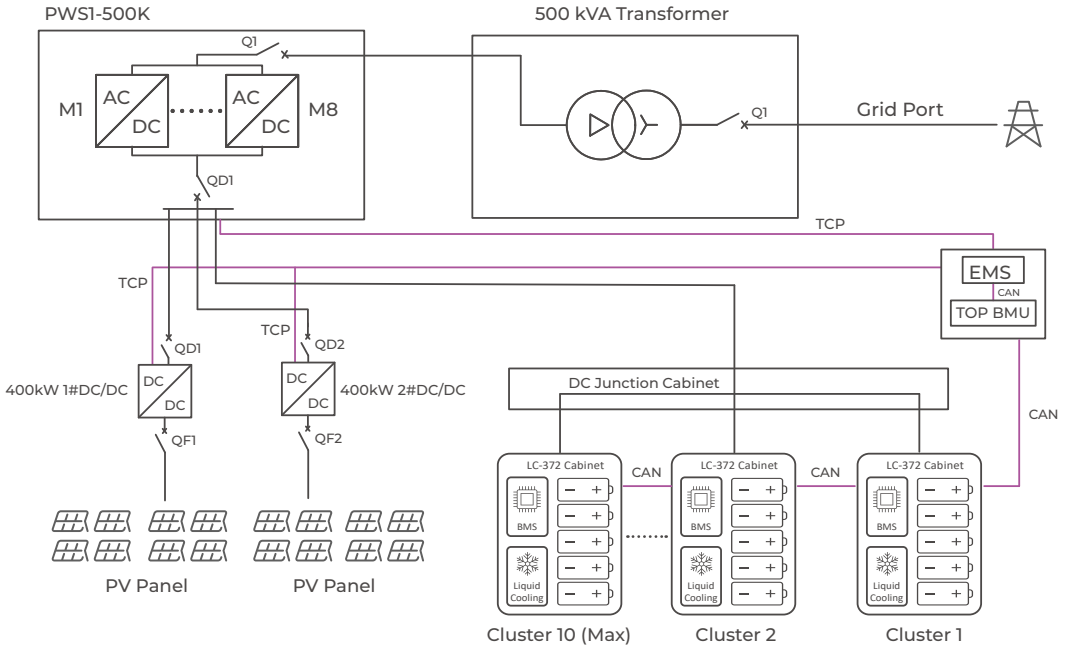 PWS1-500K
500 kVA Transformer
Q1
M1
AC
DC
AC
DC
M8
QD1
Q1
Grid Port
TCP
TCP
EMS
CAN
TOP BMU
TCP
QD1
QD2
400kW 1#DC/DC
DC
DC
DC
DC
400kW 2#DC/DC
DC Junction Cabinet
CAN
QF1
QF2
LC-372 Cabinet
BMS
Liquid
Cooling
CAN
LC-372 Cabinet
BMS
Liquid
Cooling
CAN
LC-372 Cabinet
BMS
Liquid
Cooling
PV Panel
PV Panel
Cluster 10 (Max)
Cluster 2
Cluster 1